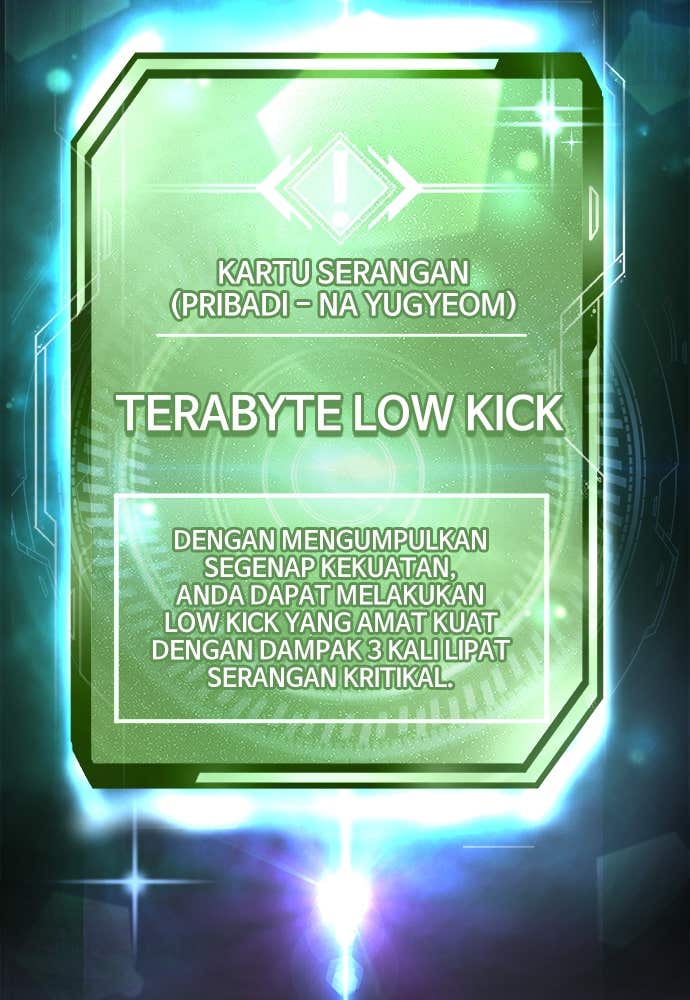 !
KARTU SERANGAN
(PRIBADI - NA YUGYEOM)
TERABYTE LOW KICK
DENGAN MENGUMPULKAN
SEGENAP KEKUATAN,
ANDA DAPAT MELAKUKAN
LOW KICK YANG AMAT KUAT
DENGAN DAMPAK 3 KALI LIPAT
SERANGAN KRITIKAL.